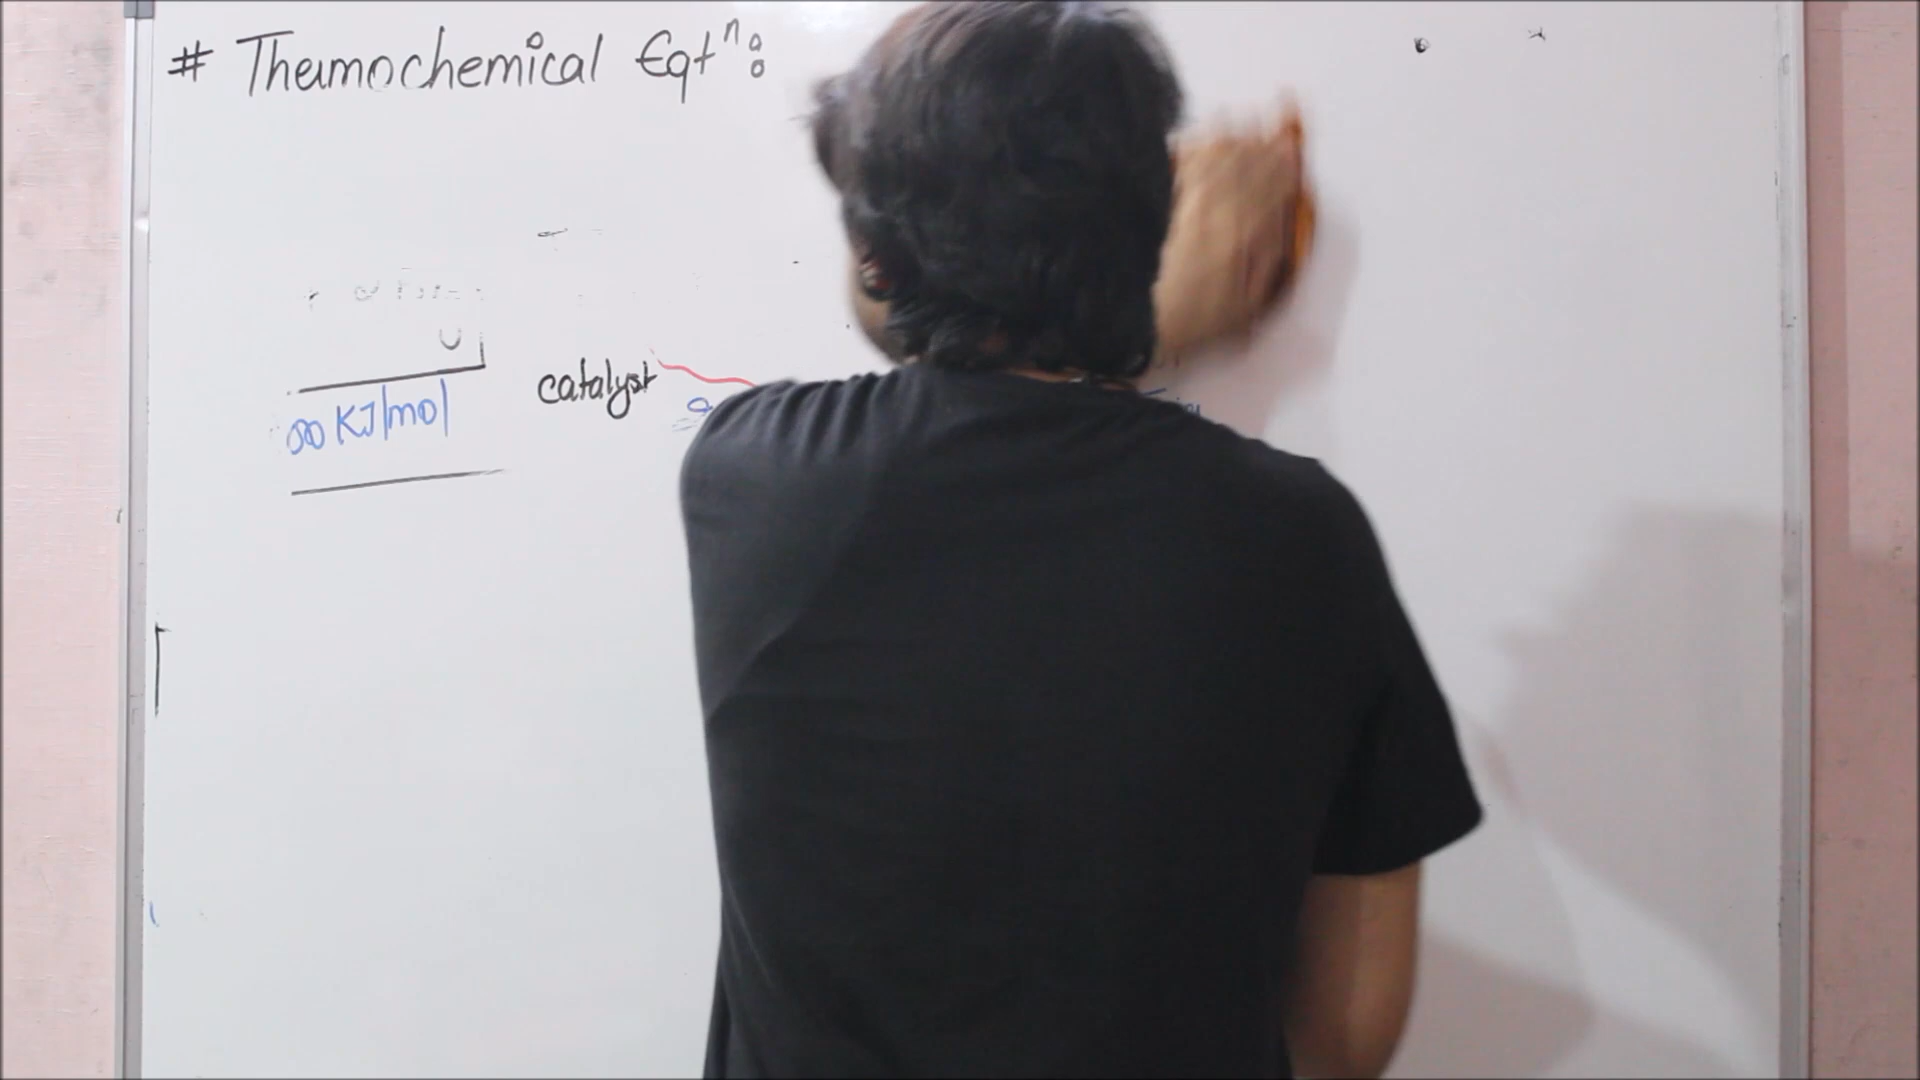 # Thermochemical Eqtⁿ:
catalyst
00 KJ/mol